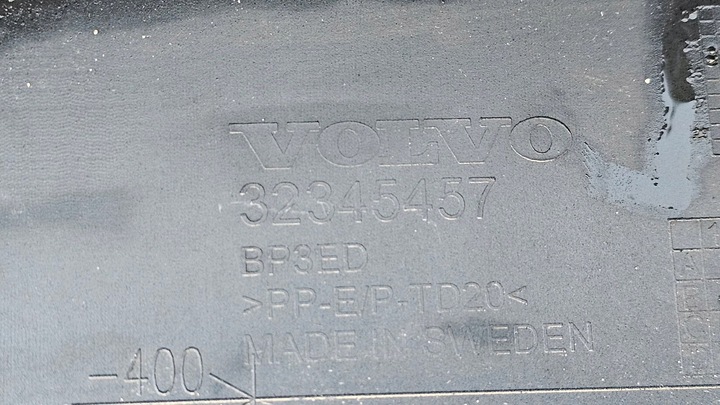 VOLVO
32345457
BP3ED
>PP-E/P-TD20<
MADE IN SWEDEN
-400